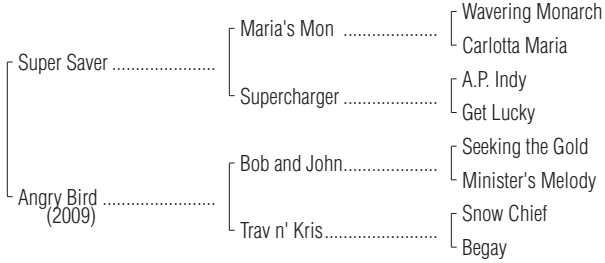 Wavering Monarch
Maria's Mon ...................
Carlotta Maria
Super Saver .....................
A.P. Indy
Supercharger ...................
Get Lucky
Seeking the Gold
Bob and John...................
Minister's Melody
Angry Bird .......................
(2009)
Snow Chief
Trav n' Kris.......................
Begay